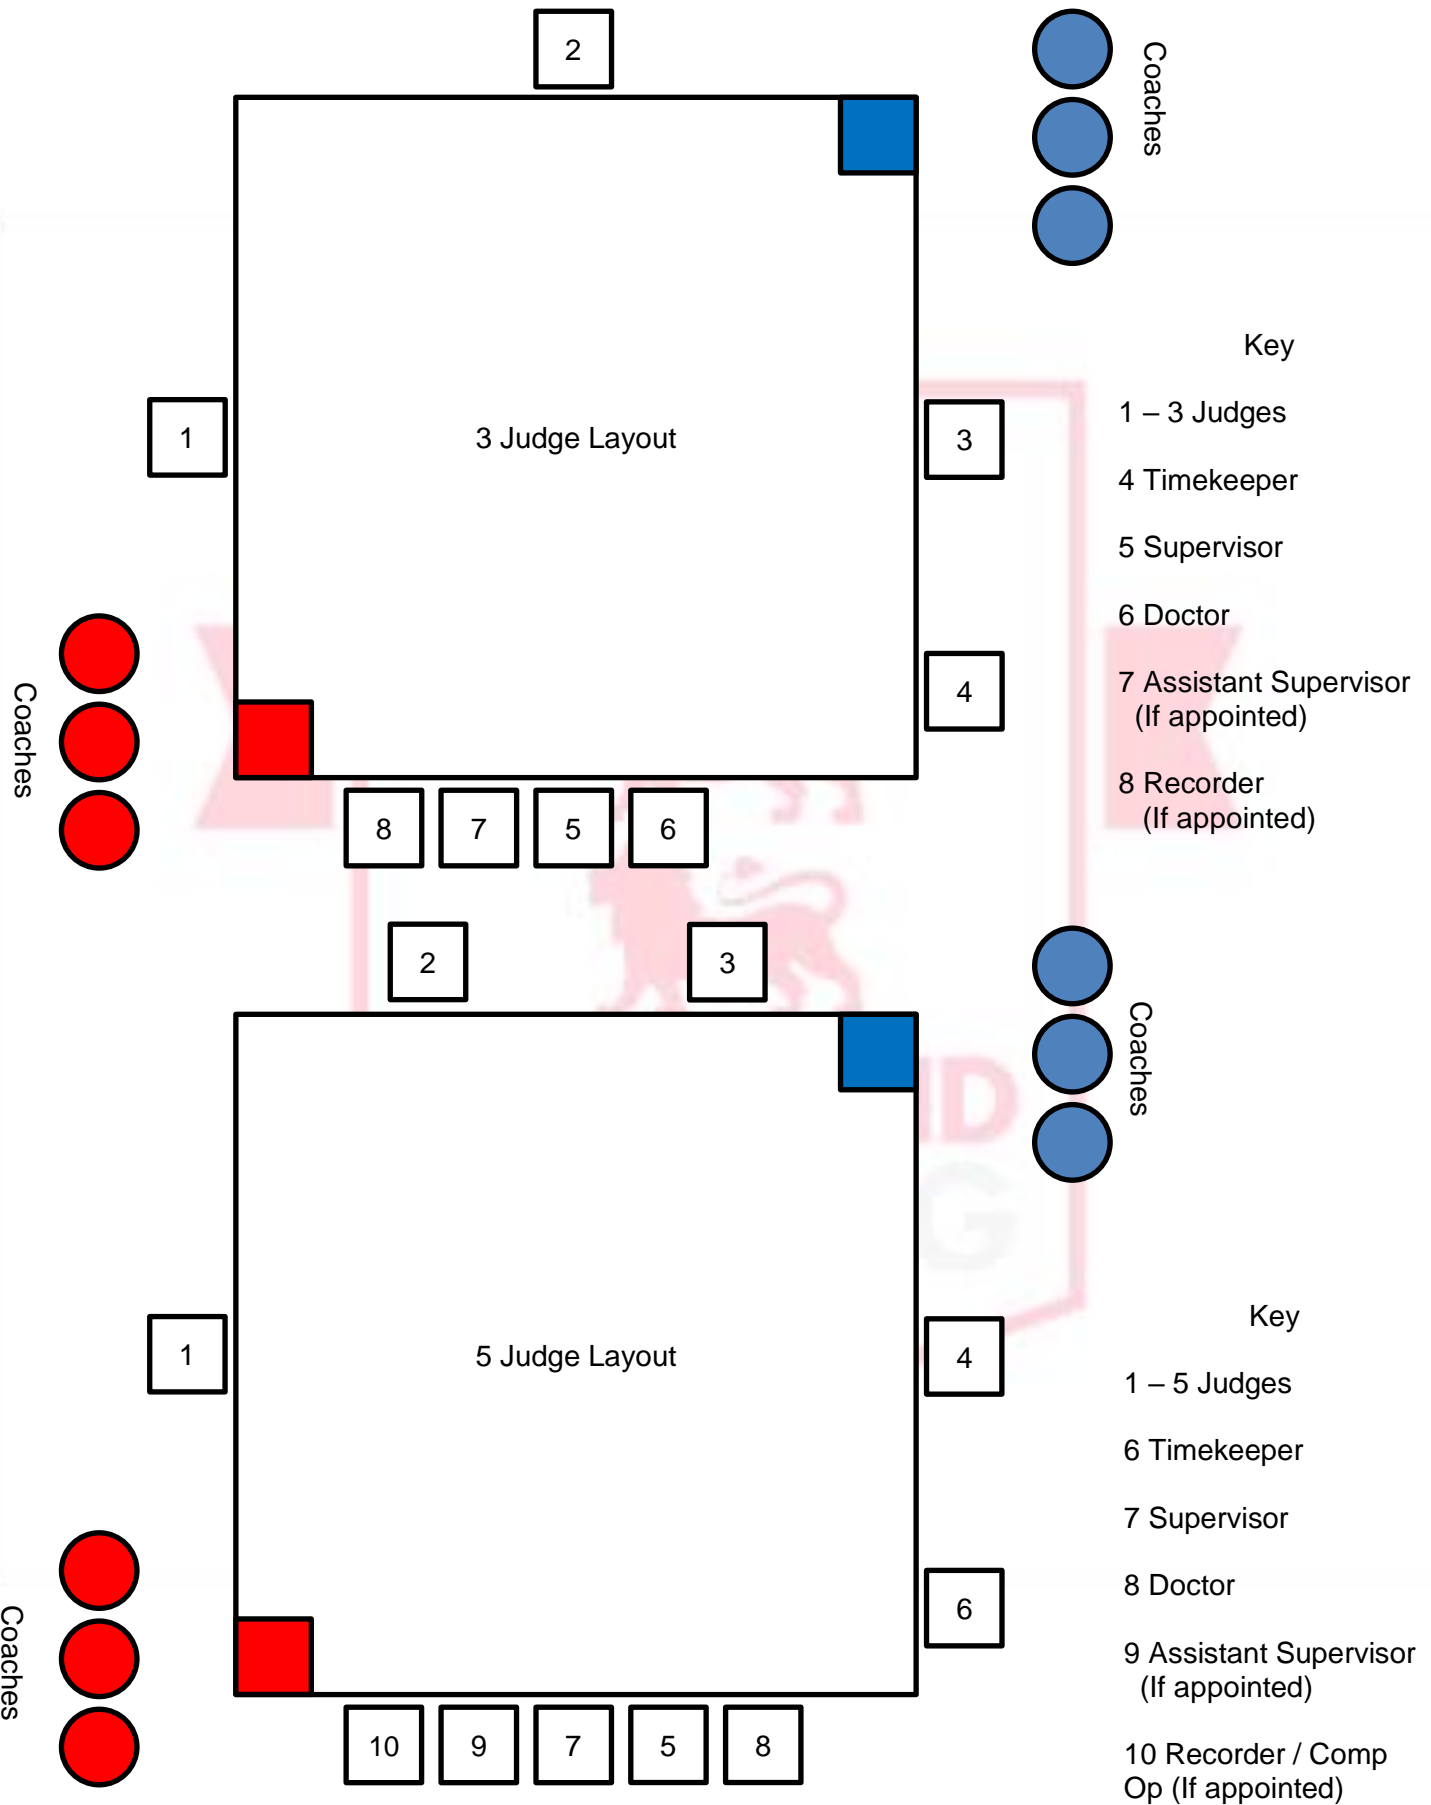 2
Coaches
Key
1
3 Judge Layout
3
1 – 3 Judges
4 Timekeeper
5 Supervisor
6 Doctor
Coaches
4
7 Assistant Supervisor
(If appointed)
8 Recorder
(If appointed)
8 7 5 6
2 3
Coaches
ND
G
Key
1
5 Judge Layout
4
1 – 5 Judges
6 Timekeeper
7 Supervisor
8 Doctor
Coaches
6
9 Assistant Supervisor
(If appointed)
10 9 7 5 8
10 Recorder / Comp
Op (If appointed)